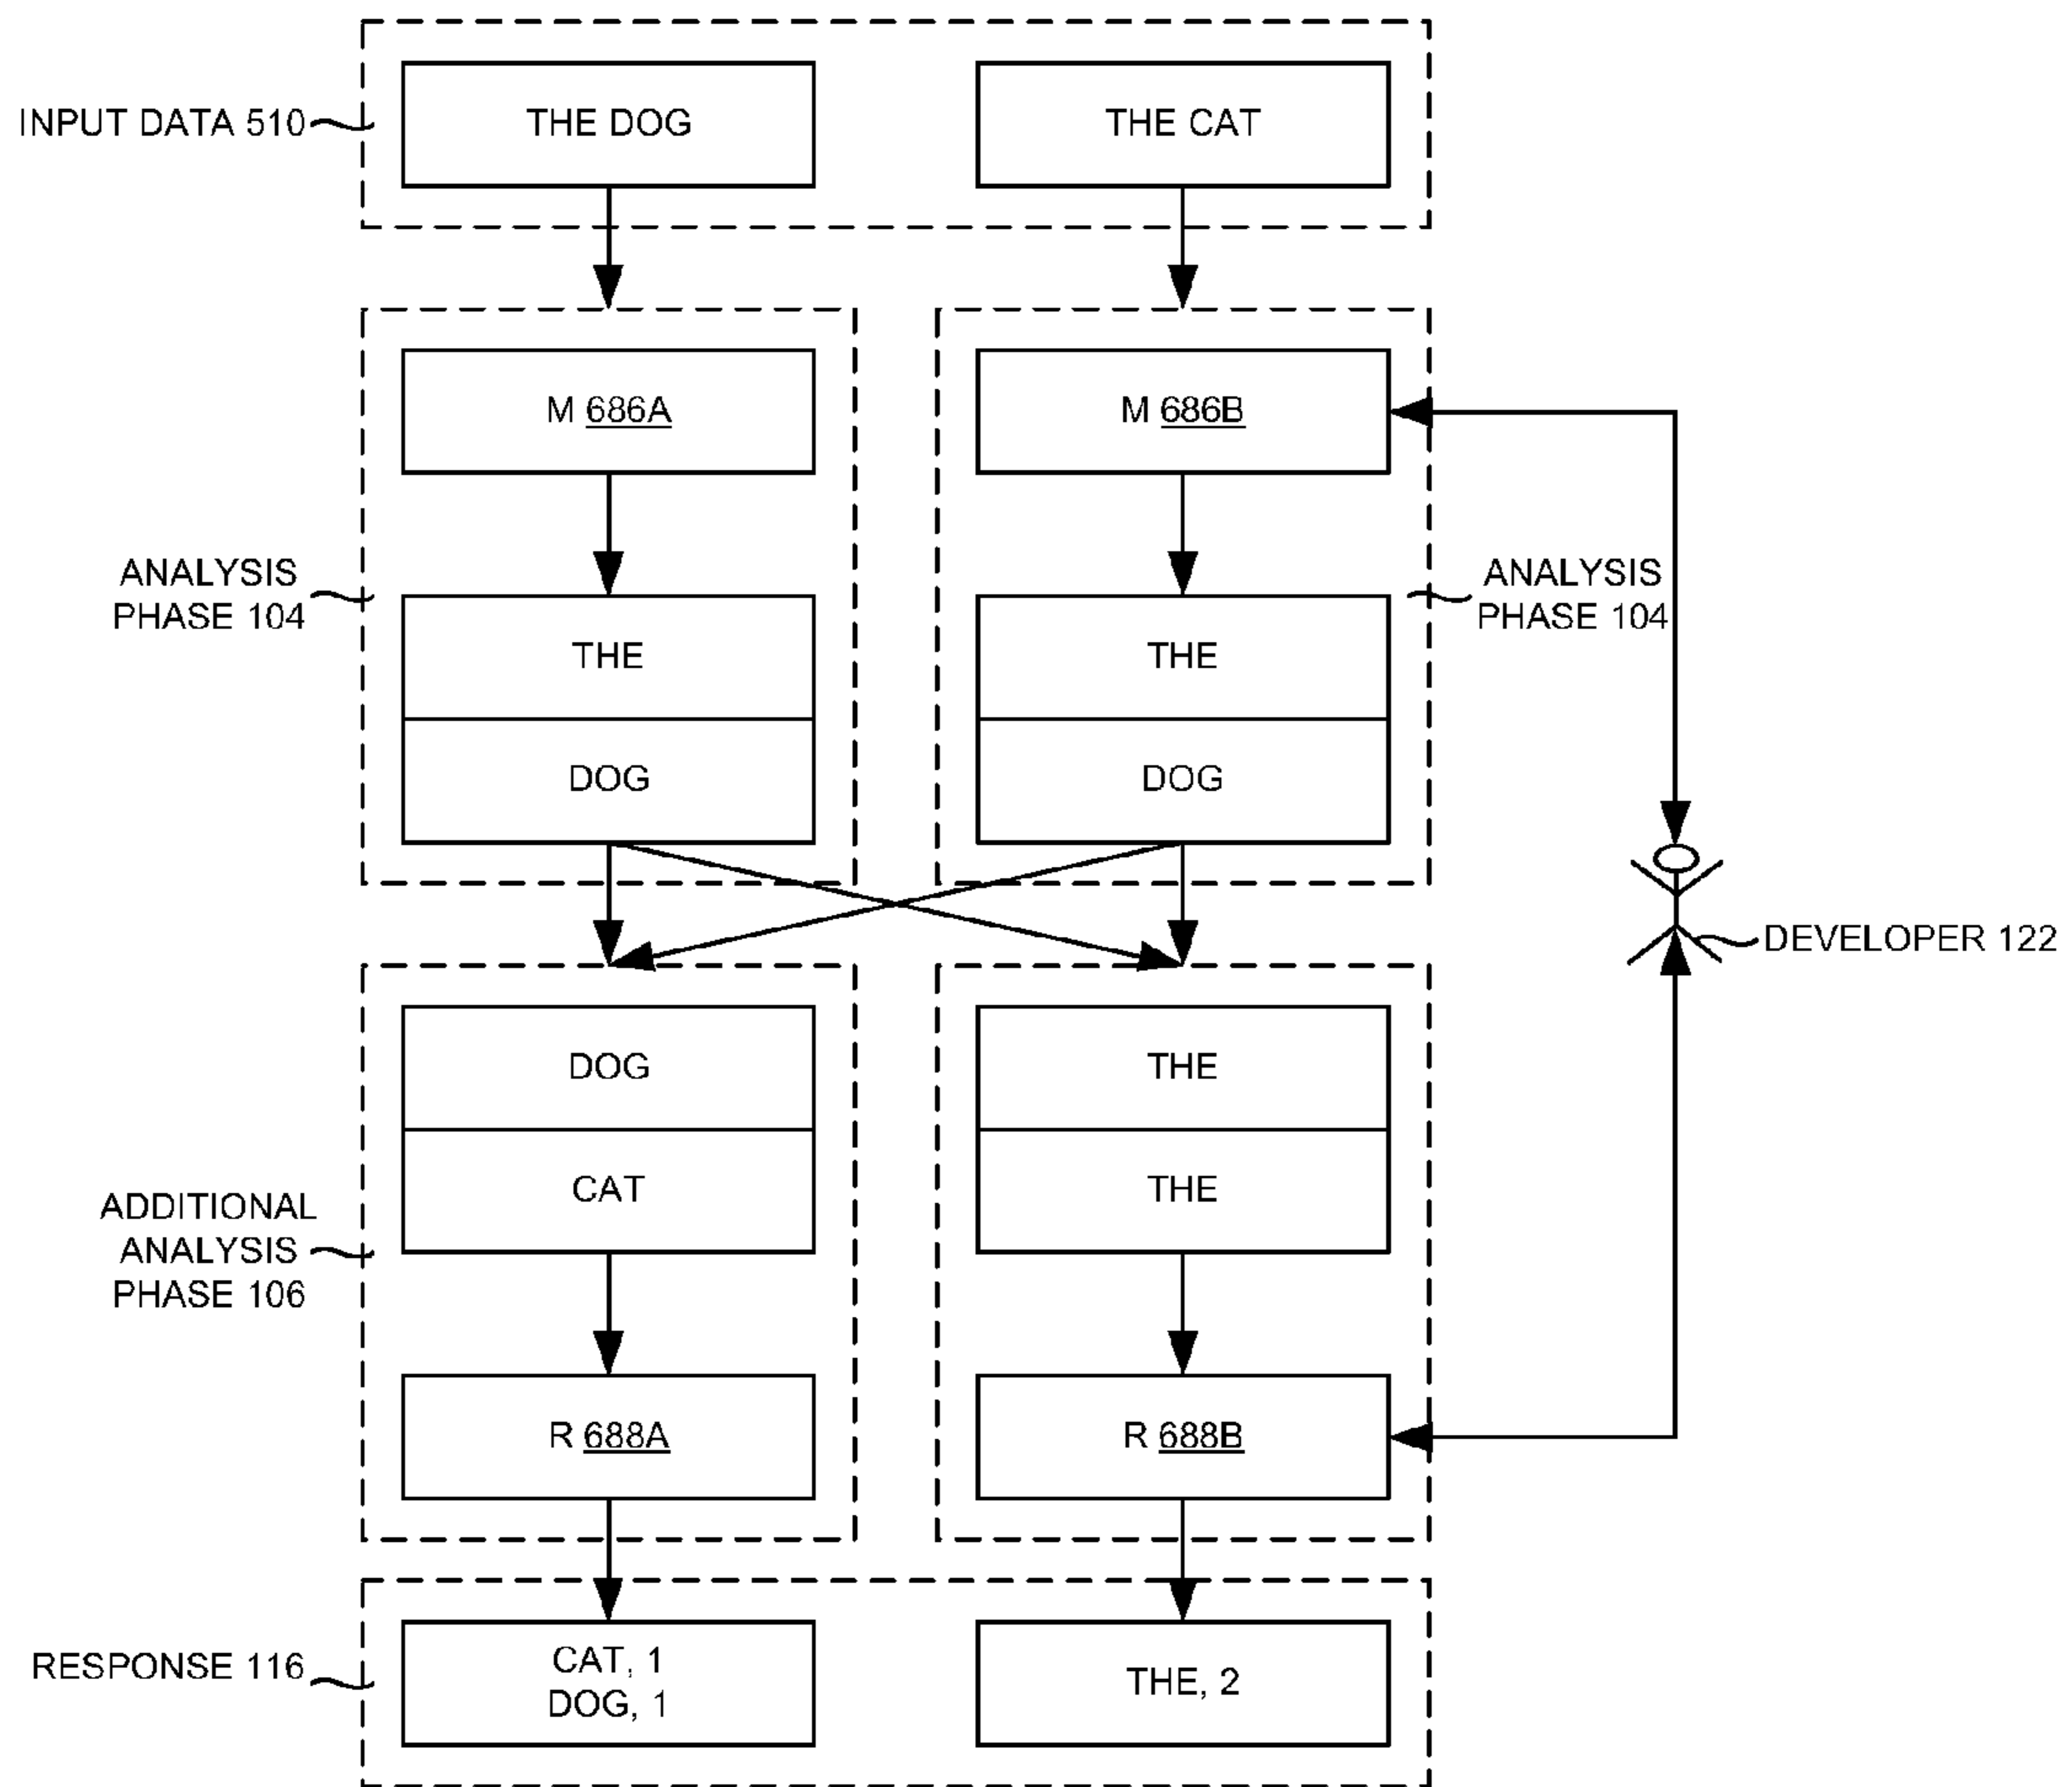 INPUT DATA 510
THE DOG
THE CAT
M 686A
M 686B
ANALYSIS
PHASE 104
THE
DOG
THE
DOG
ANALYSIS
PHASE 104
DEVELOPER 122
ADDITIONAL
ANALYSIS
PHASE 106
DOG
CAT
THE
THE
R 688A
R 688B
RESPONSE 116
CAT, 1
DOG, 1
THE, 2